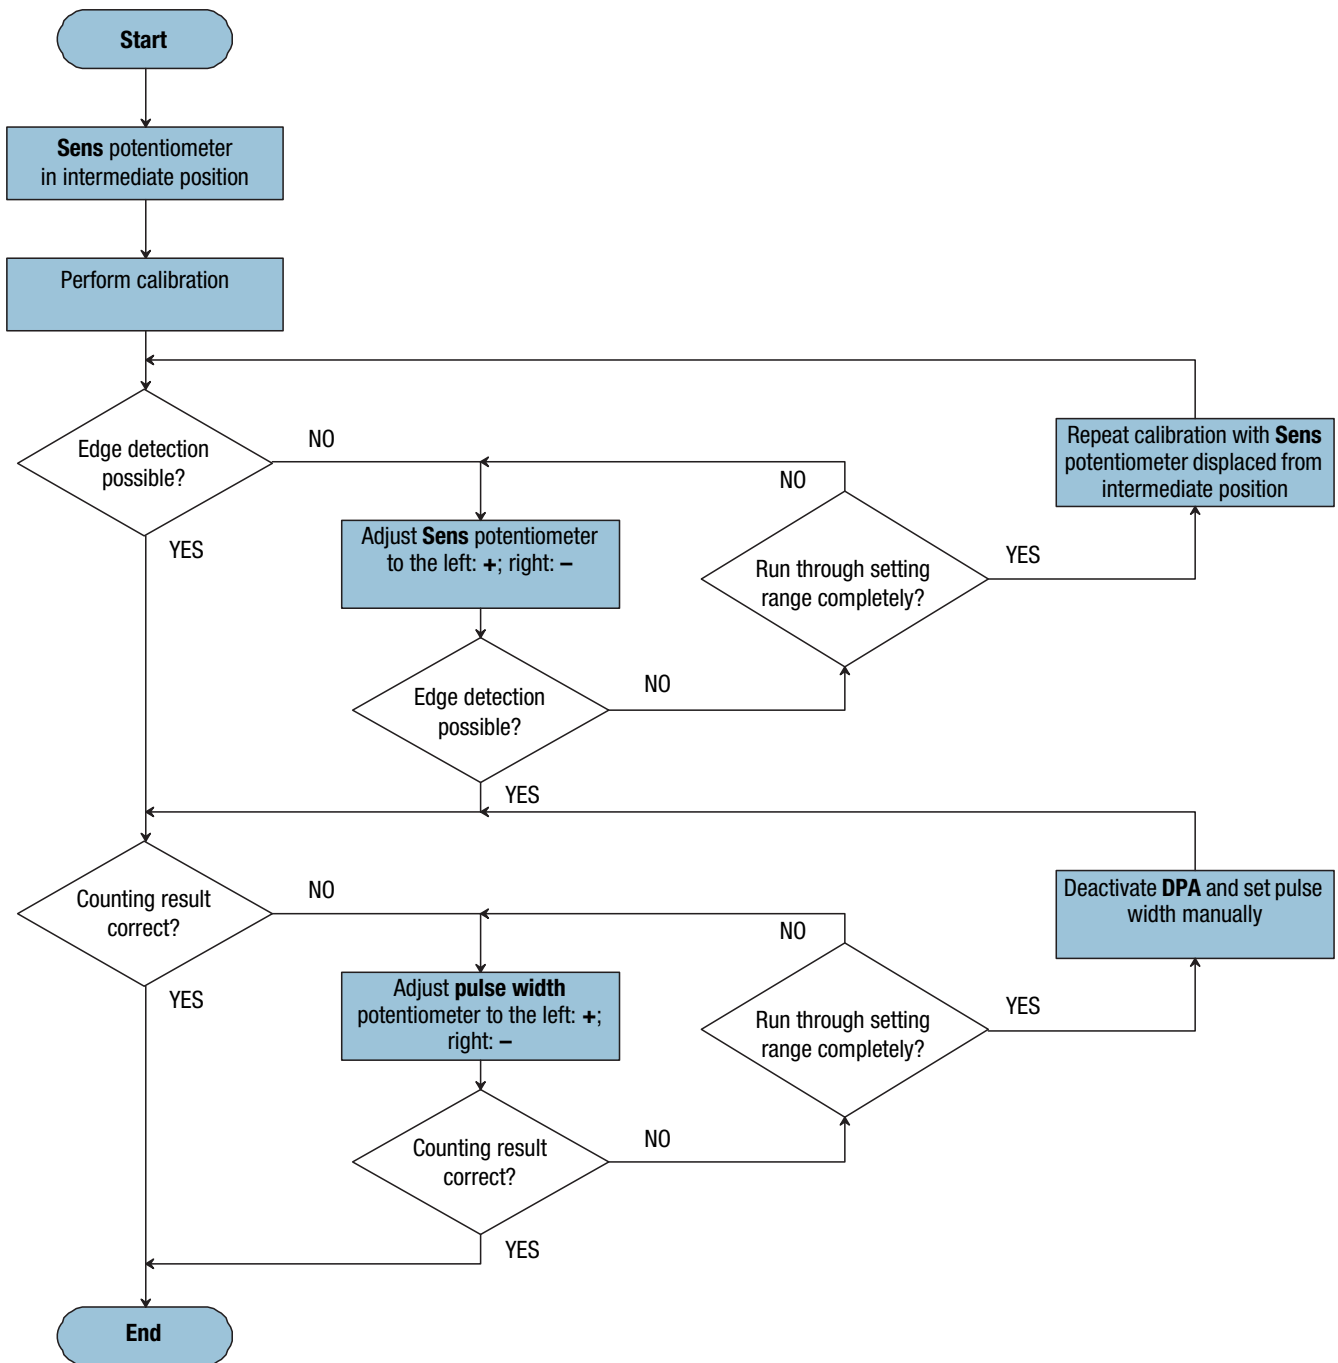 Start
Sens potentiometer
in intermediate position
Perform calibration
Edge detection
possible?
NO
YES
Adjust Sens potentiometer
to the left: +; right: –
Edge detection
possible?
NO
YES
NO
Run through setting
range completely?
YES
Repeat calibration with Sens
potentiometer displaced from
intermediate position
Counting result
correct?
NO
YES
Adjust pulse width
potentiometer to the left: +;
right: –
Counting result
correct?
NO
YES
NO
Run through setting
range completely?
YES
Deactivate DPA and set pulse
width manually
End